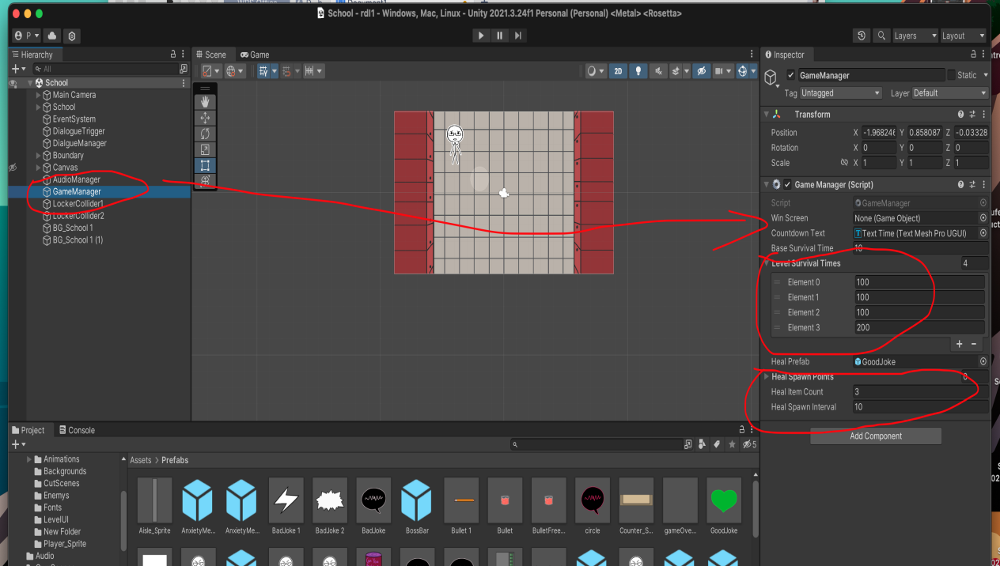 Document1
School - rdl1 - Windows, Mac, Linux - Unity 2021.3.24f1 Personal (Personal) <Metal> <Rosetta>
P
Layers
Layout
Hierarchy
Scene
Game
Inspector
All
2D
GameManager
Static
Tag
Untagged
Layer
Default
School
Main Camera
School
EventSystem
DialogueTrigger
DialgueManager
Boundary
Canvas
AudioManager
GameManager
LockerCollider1
LockerCollider2
BG_School 1
BG_School 1 (1)
Transform
Position X -1.968246 Y 0.858087 Z -0.03328
Rotation X 0 Y 0 Z 0
Scale X 1 Y 1 Z 1
Game Manager (Script)
Script GameManager
Win Screen None (Game Object)
Countdown Text Text Time (Text Mesh Pro UGUI)
Base Survival Time 10
Level Survival Times 4
Element 0 100
Element 1 100
Element 2 100
Element 3 200
Heal Prefab GoodJoke
Heal Spawn Points 0
Heal Item Count 3
Heal Spawn Interval 10
Add Component
Project
Console
5
Animations
Backgrounds
CutScenes
Enemys
Fonts
LevelUI
New Folder
Player_Sprite
Audio
Assets > Prefabs
Aisle_Sprite
AnxietyMe...
AnxietyMe...
BadJoke 1
BadJoke 2
BadJoke
BossBar
Bullet 1
Bullet
BulletFree...
circle
Counter_S...
gameOve...
GoodJoke